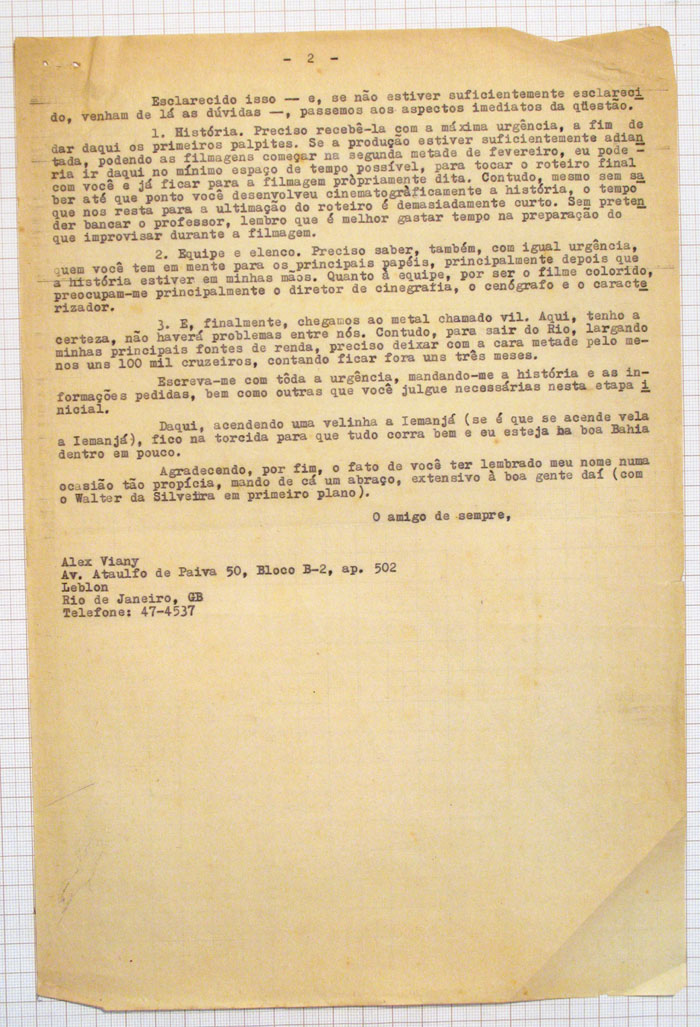 - 2 -
Esclarecido isso -- e, se não estiver suficientemente esclareci
do, venham de lá as dúvidas --, passemos aos aspectos imediatos da qüestão.
1. História. Preciso recebê-la com a máxima urgência, a fim de
dar daqui os primeiros palpites. Se a produção estiver suficientemente adian
tada, podendo as filmagens começar na segunda metade de fevereiro, eu pode -
ria ir daqui no mínimo espaço de tempo possível, para tocar o roteiro final
com você e já ficar para a filmagem pròpriamente dita. Contudo, mesmo sem sa
ber até que ponto você desenvolveu cinematogràficamente a história, o tempo
que nos resta para a ultimação do roteiro é demasiadamente curto. Sem preten
der bancar o professor, lembro que é melhor gastar tempo na preparação do
que improvisar durante a filmagem.
2. Equipe e elenco. Preciso saber, também, com igual urgência,
quem você tem em mente para os principais papéis, principalmente depois que
a história estiver em minhas mãos. Quanto à equipe, por ser o filme colorido,
preocupam-me principalmente o diretor de cinegrafia, o cenógrafo e o caracte
rizador.
3. E, finalmente, chegamos ao metal chamado vil. Aqui, tenho a
certeza, não haverá problemas entre nós. Contudo, para sair do Rio, largando
minhas principais fontes de renda, preciso deixar com a cara metade pelo me-
nos uns 100 mil cruzeiros, contando ficar fora uns três meses.
Escreva-me com tôda a urgência, mandando-me a história e as in-
formações pedidas, bem como outras que você julgue necessárias nesta etapa i
nicial.
Daqui, acendendo uma velinha a Iemanjá (se é que se acende vela
a Iemanjá), fico na torcida para que tudo corra bem e eu esteja na boa Bahia
dentro em pouco.
Agradecendo, por fim, o fato de você ter lembrado meu nome numa
ocasião tão propícia, mando de cá um abraço, extensivo à boa gente daí (com
o Walter da Silveira em primeiro plano).
O amigo de sempre,
Alex Viany
Av. Ataulfo de Paiva 50, Bloco B-2, ap. 502
Leblon
Rio de Janeiro, GB
Telefone: 47-4537